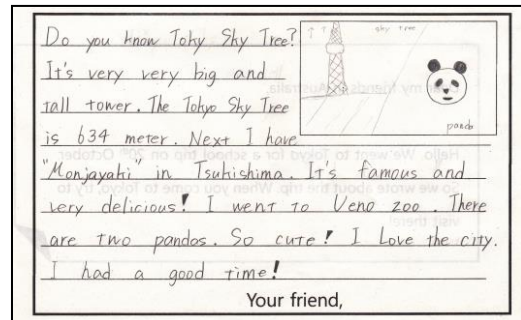 Do you know Toky Sky Tree?
It's very very big and
tall tower. The Tokyo Sky Tree
is 634 meter. Next I have
"Monjayaki in Tsukishima. It's famous and
very delicious! I went to Ueno zoo. There
are two pandas. So cute! I Love the city.
I had a good time!
Your friend,
sky tree
panda